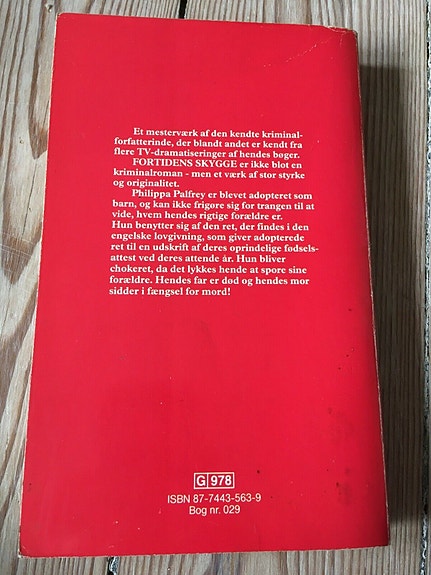 Et mesterværk af den kendte kriminal-
forfatterinde, der blandt andet er kendt fra
flere TV-dramatiseringer af hendes bøger.
FORTIDENS SKYGGE er ikke blot en
kriminalroman - men et værk af stor styrke
og originalitet.
Philippa Palfrey er blevet adopteret som
barn, og kan ikke frigøre sig for trangen til at
vide, hvem hendes rigtige forældre er.
Hun benytter sig af den ret, der findes i den
engelske lovgivning, som giver adopterede
ret til en udskrift af deres oprindelige fødsels-
attest ved deres attende år. Hun bliver
chokeret, da det lykkes hende at spore sine
forældre. Hendes far er død og hendes mor
sidder i fængsel for mord!
G 978
ISBN 87-7443-563-9
Bog nr. 029